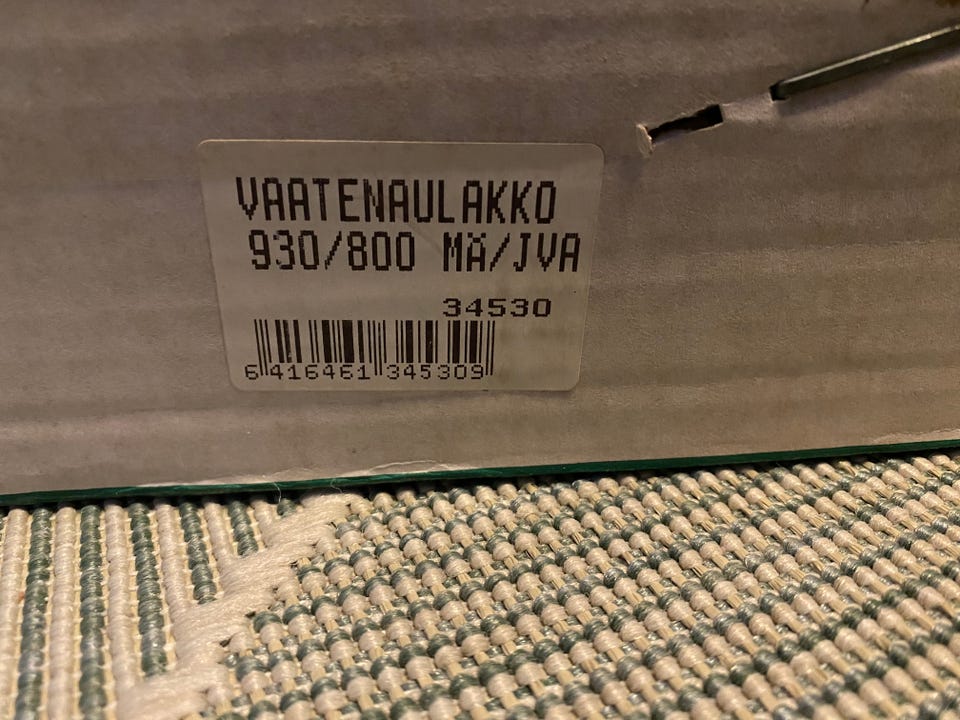 VAATENAULAKKO
930/800 MÄ/JVA
34530
6 416461 345309